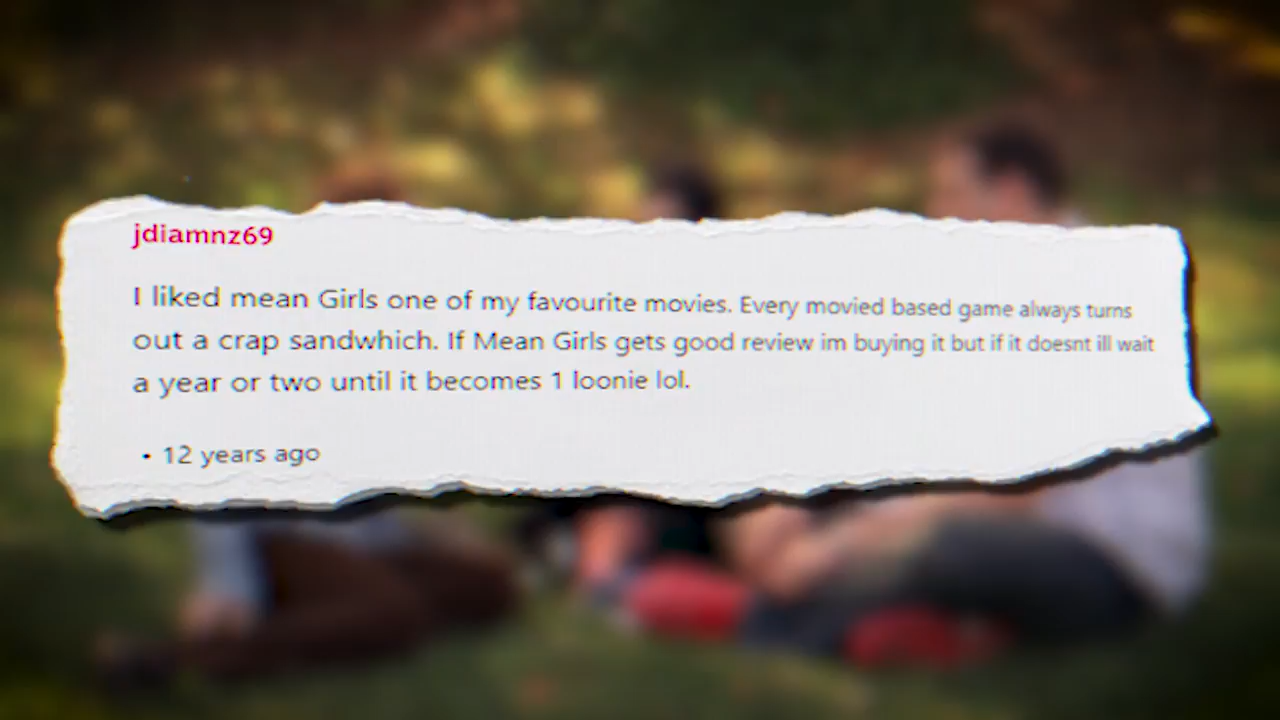 jdiamnz69
I liked mean Girls one of my favourite movies. Every movied based game always turns
out a crap sandwhich. If Mean Girls gets good review im buying it but if it doesnt ill wait
a year or two until it becomes 1 loonie lol.
• 12 years ago